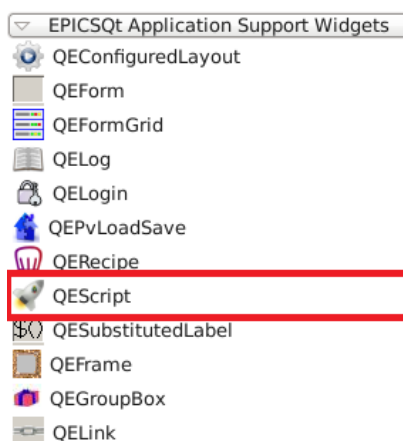 EPICSQt Application Support Widgets
QEConfiguredLayout
QEForm
QEFormGrid
QELog
QELogin
QEPvLoadSave
QERecipe
QEScript
$() QESubstitutedLabel
QEFrame
QEGroupBox
QELink